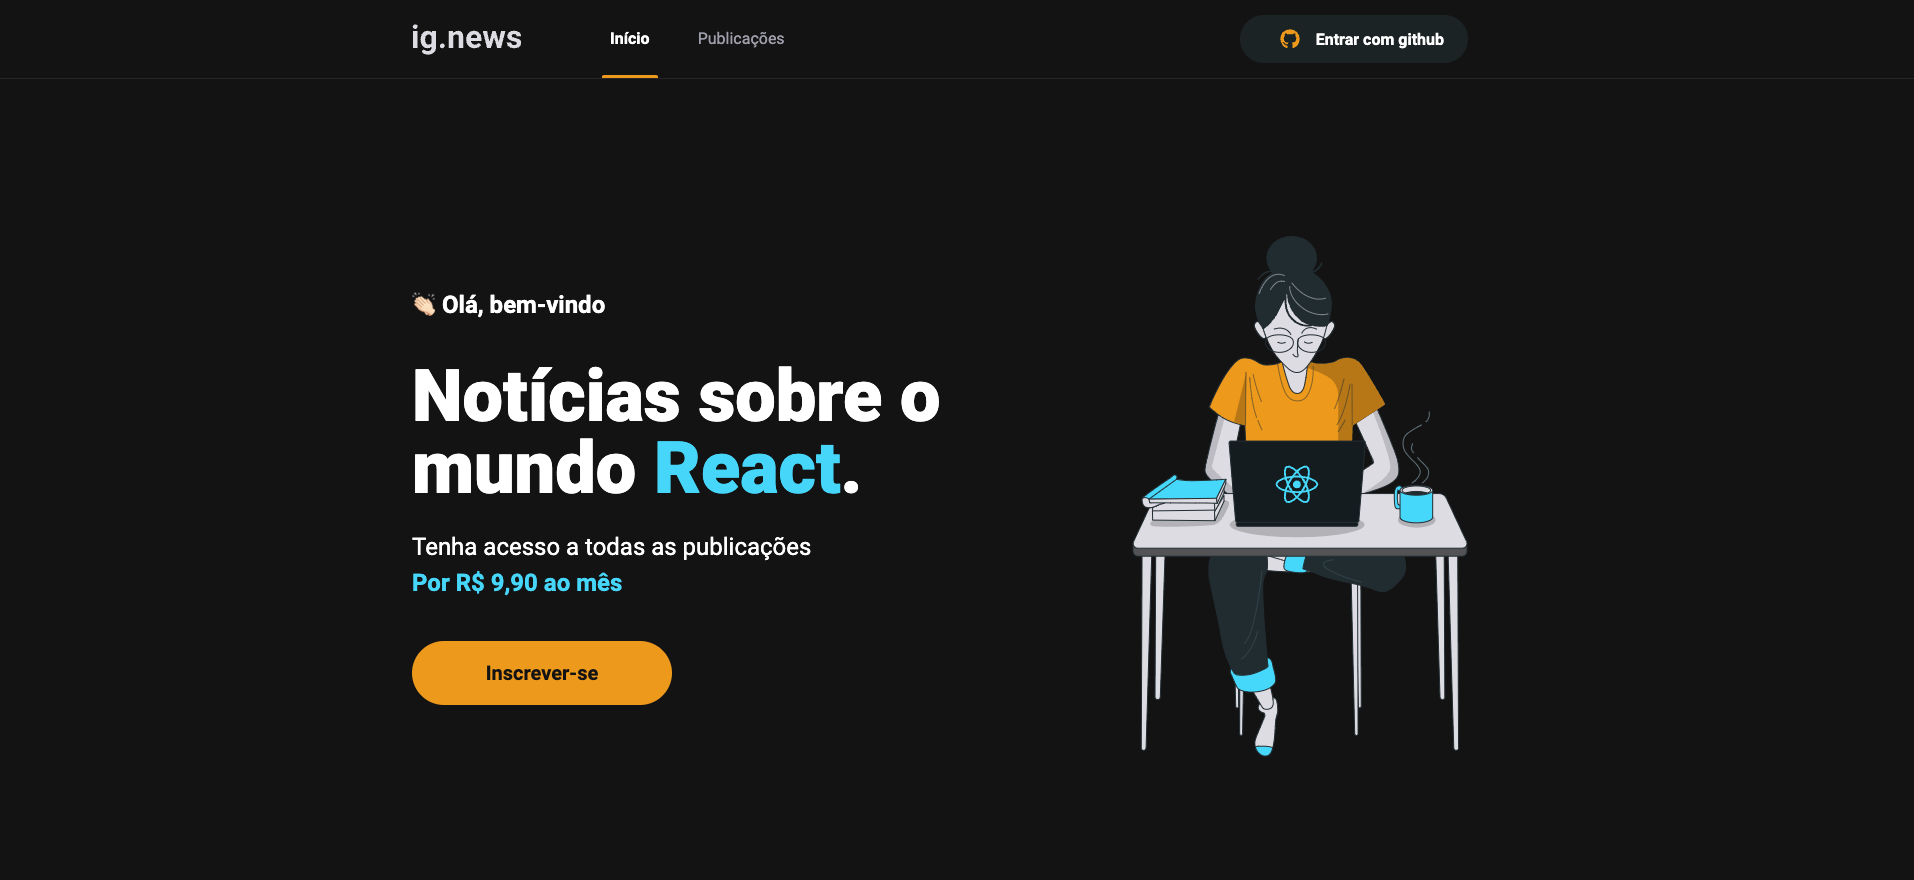 ig.news
Início
Publicações
Entrar com github
👏🏻 Olá, bem-vindo
Notícias sobre o
mundo React.
Tenha acesso a todas as publicações
Por R$ 9,90 ao mês
Inscrever-se